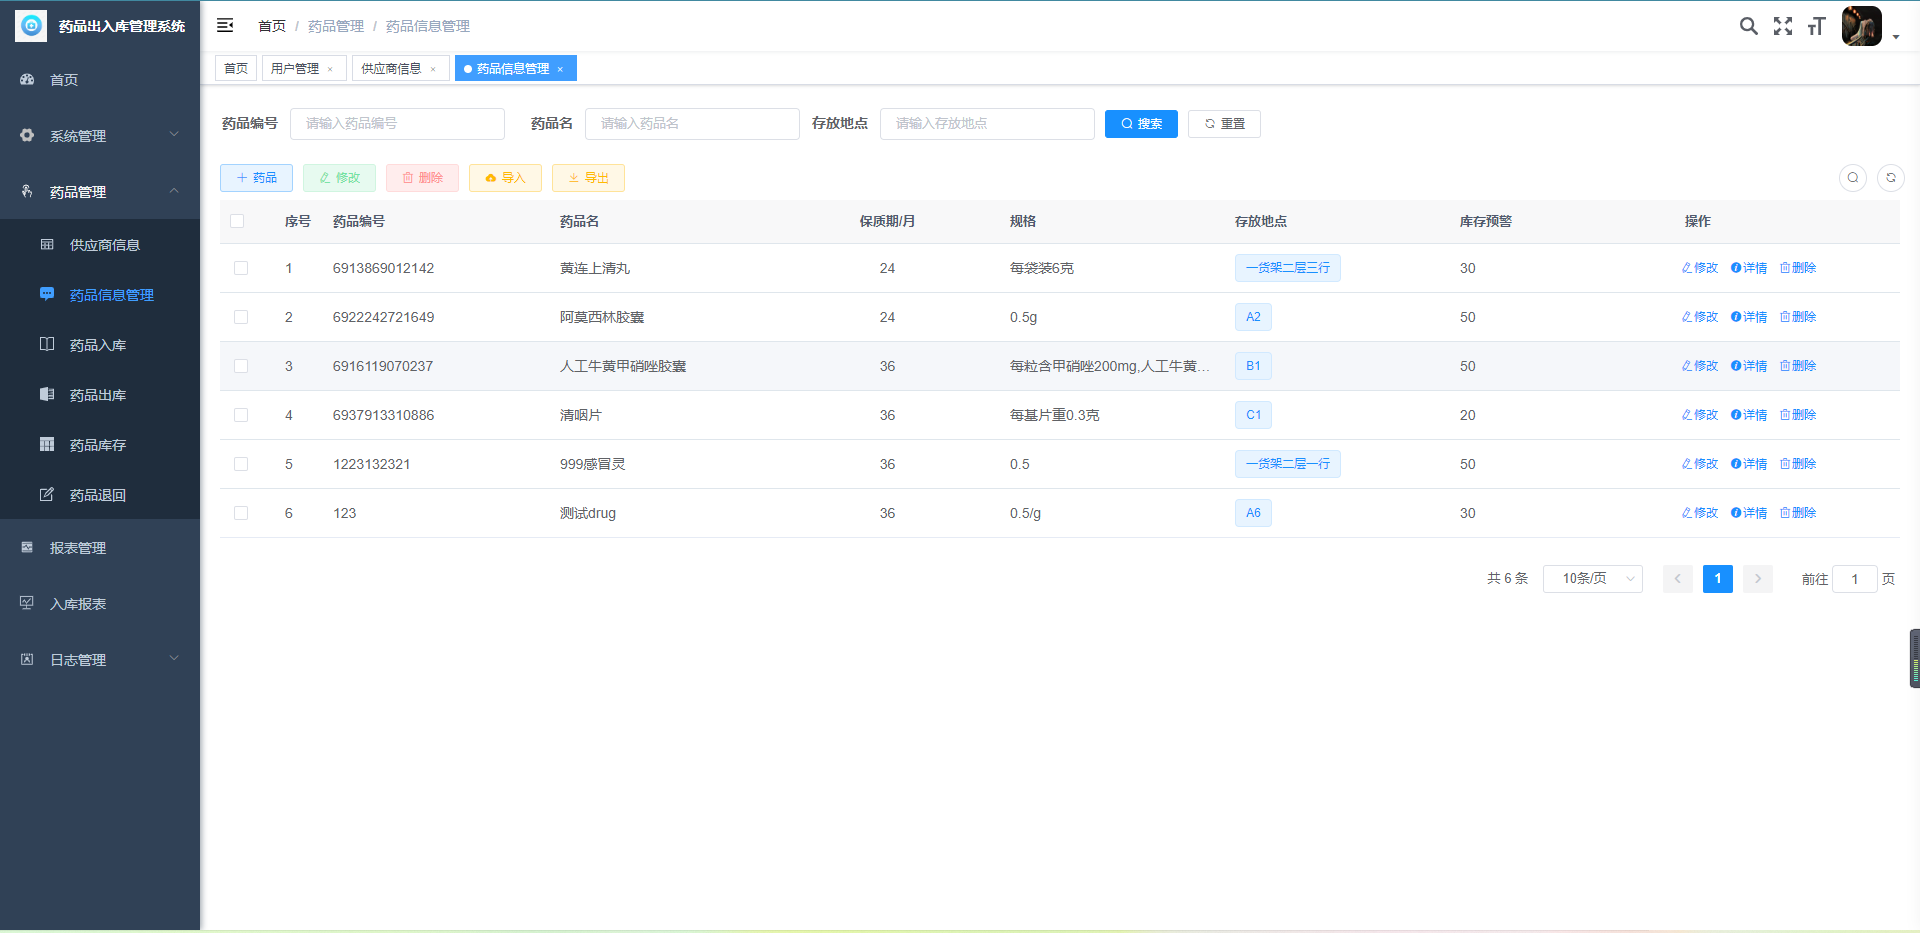 药品出入库管理系统
首页 / 药品管理 / 药品信息管理
首页 用户管理 × 供应商信息 × 药品信息管理 ×
首页
系统管理
药品管理
供应商信息
药品信息管理
药品入库
药品出库
药品库存
药品退回
报表管理
入库报表
日志管理
药品编号 请输入药品编号 药品名 请输入药品名 存放地点 请输入存放地点 搜索 重置
+ 药品 修改 删除 导入 导出
序号 药品编号 药品名 保质期/月 规格 存放地点 库存预警 操作
1 6913869012142 黄连上清丸 24 每袋装6克 一货架二层三行 30 修改 详情 删除
2 6922242721649 阿莫西林胶囊 24 0.5g A2 50 修改 详情 删除
3 6916119070237 人工牛黄甲硝唑胶囊 36 每粒含甲硝唑200mg,人工牛黄... B1 50 修改 详情 删除
4 6937913310886 清咽片 36 每基片重0.3克 C1 20 修改 详情 删除
5 1223132321 999感冒灵 36 0.5 一货架二层一行 50 修改 详情 删除
6 123 测试drug 36 0.5/g A6 30 修改 详情 删除
共 6 条 10条/页 < 1 > 前往 1 页